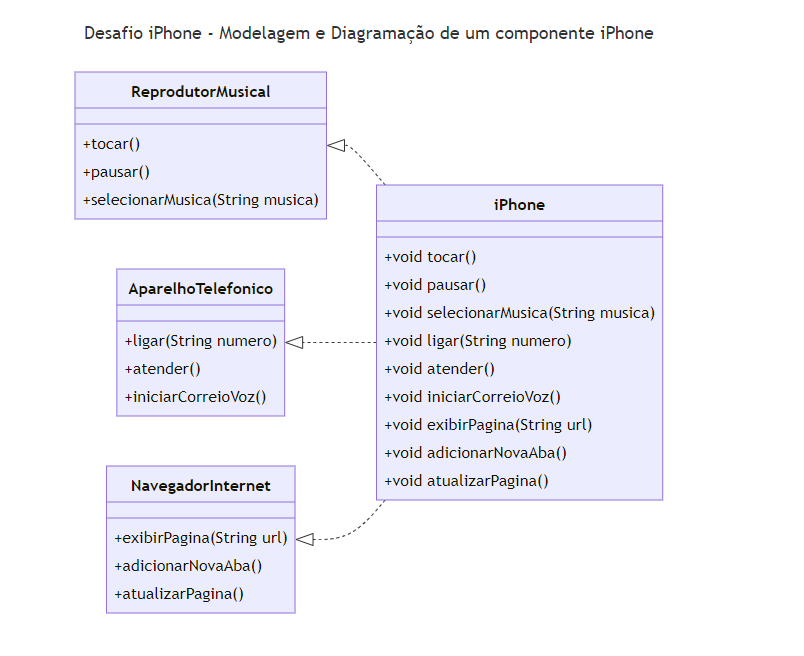 Desafio iPhone - Modelagem e Diagramação de um componente iPhone
ReprodutorMusical
+tocar()
+pausar()
+selecionarMusica(String musica)
AparelhoTelefonico
+ligar(String numero)
+atender()
+iniciarCorreioVoz()
NavegadorInternet
+exibirPagina(String url)
+adicionarNovaAba()
+atualizarPagina()
iPhone
+void tocar()
+void pausar()
+void selecionarMusica(String musica)
+void ligar(String numero)
+void atender()
+void iniciarCorreioVoz()
+void exibirPagina(String url)
+void adicionarNovaAba()
+void atualizarPagina()